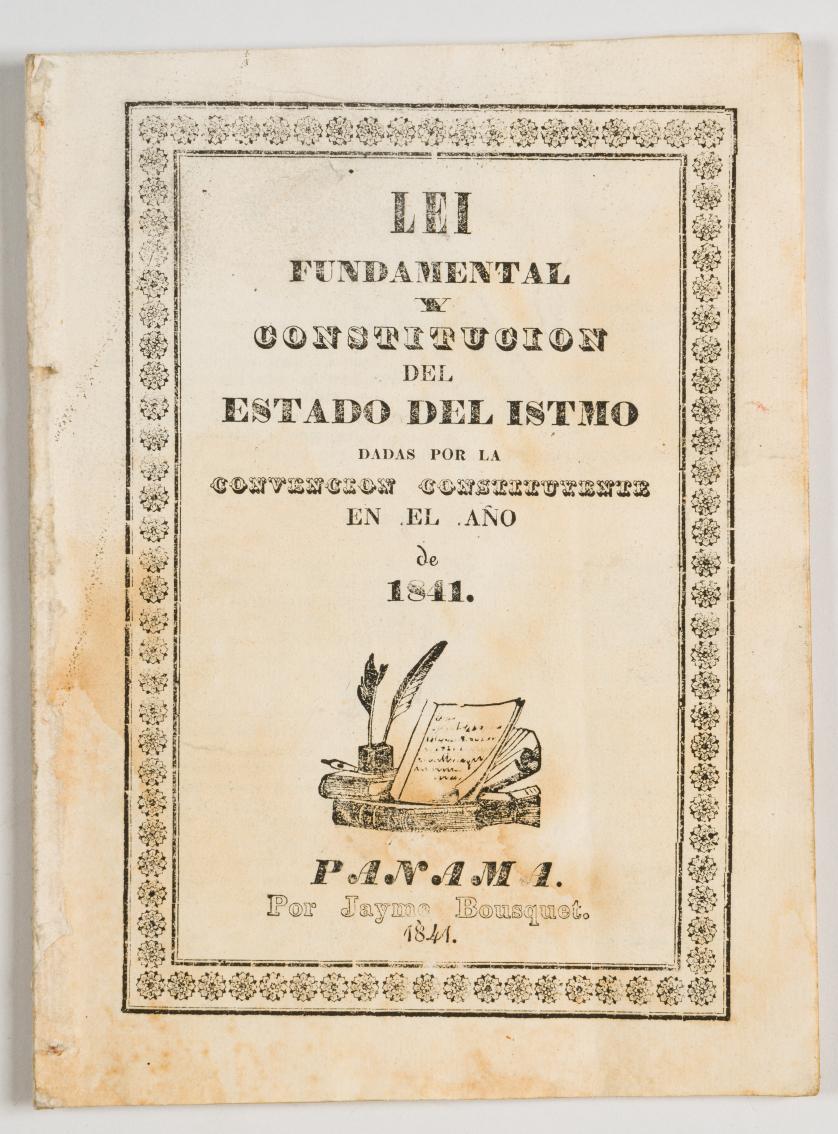 LEI
FUNDAMENTAL
Y
CONSTITUCION
DEL
ESTADO DEL ISTMO
DADAS POR LA
CONVENCION CONSTITUYENTE
EN EL AÑO
de
1841.
PANAMA.
Por Jayme Bousquet.
1841.